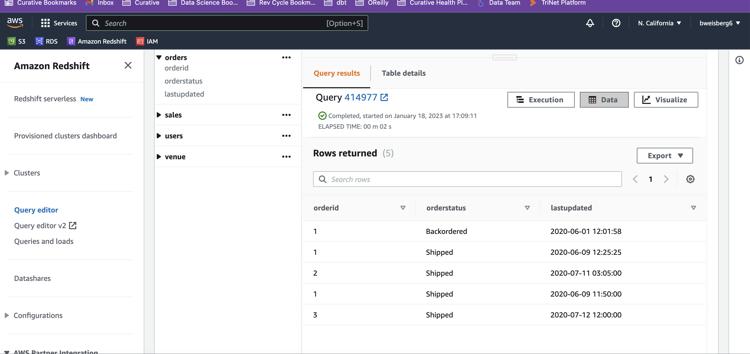 Curative Bookmarks Inbox Curative Data Science Boo... Rev Cycle Bookm... dbt OReilly Curative Health Pl... Data Team TriNet Platform
aws Services Search [Option+S] N. California bweisberg6
S3 RDS Amazon Redshift IAM
Amazon Redshift
Redshift serverless New
Provisioned clusters dashboard
Clusters
Query editor
Query editor v2
Queries and loads
Datashares
Configurations
AWS Partner Integration
orders
orderid
orderstatus
lastupdated
sales
users
venue
Query results Table details
Query 414977
Execution Data Visualize
Completed, started on January 18, 2023 at 17:09:11
ELAPSED TIME: 00 m 02 s
Rows returned (5)
Export
Search rows
1
orderid orderstatus lastupdated
1 Backordered 2020-06-01 12:01:58
1 Shipped 2020-06-09 12:25:25
2 Shipped 2020-07-11 03:05:00
1 Shipped 2020-06-09 11:50:00
3 Shipped 2020-07-12 12:00:00